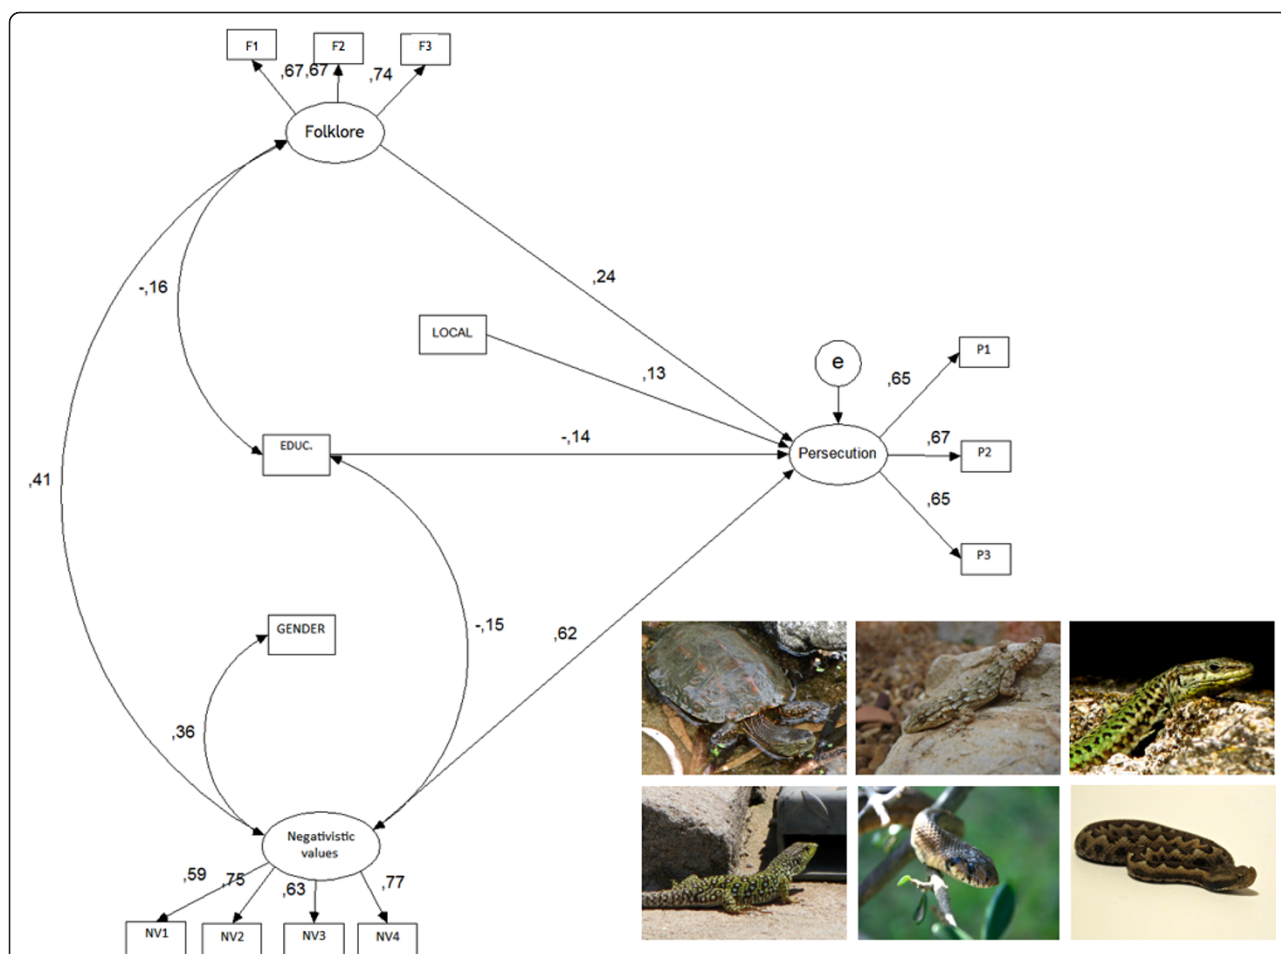 F1
F2
F3
,67,67
,74
Folklore
,24
-,16
LOCAL
,13
e
P1
,65
EDUC.
-,14
Persecution
,67
P2
,41
,65
P3
GENDER
-,15
,62
,36
Negativistic
values
,59
,75
,63
,77
NV1
NV2
NV3
NV4